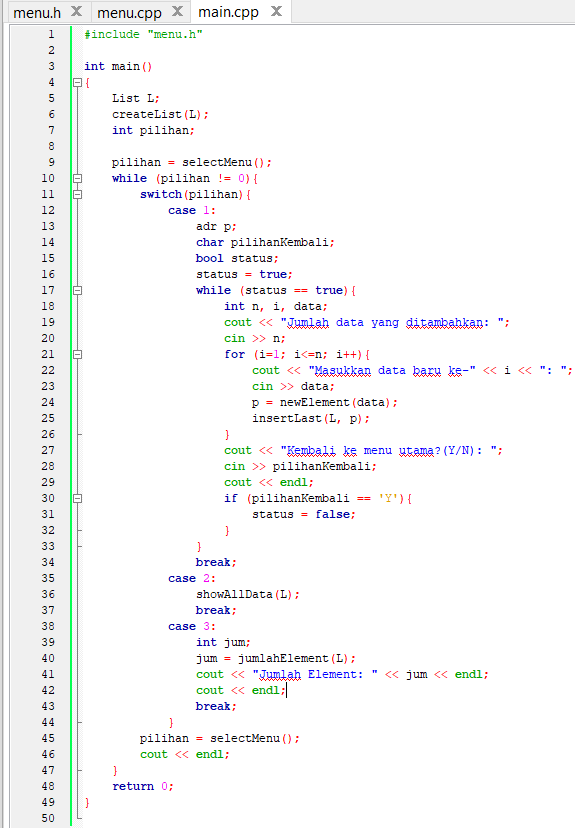 menu.h X menu.cpp X main.cpp X
1 #include "menu.h"
2
3 int main()
4 {
5     List L;
6     createList(L);
7     int pilihan;
8
9     pilihan = selectMenu();
10     while (pilihan != 0){
11         switch(pilihan){
12             case 1:
13                 adr p;
14                 char pilihanKembali;
15                 bool status;
16                 status = true;
17                 while (status == true){
18                     int n, i, data;
19                     cout << "Jumlah data yang ditambahkan: ";
20                     cin >> n;
21                     for (i=1; i<=n; i++){
22                         cout << "Masukkan data baru ke-" << i << ": ";
23                         cin >> data;
24                         p = newElement(data);
25                         insertLast(L, p);
26                     }
27                     cout << "Kembali ke menu utama?(Y/N): ";
28                     cin >> pilihanKembali;
29                     cout << endl;
30                     if (pilihanKembali == 'Y'){
31                         status = false;
32                     }
33                 }
34                 break;
35             case 2:
36                 showAllData(L);
37                 break;
38             case 3:
39                 int jum;
40                 jum = jumlahElement(L);
41                 cout << "Jumlah Element: " << jum << endl;
42                 cout << endl;
43                 break;
44             }
45         pilihan = selectMenu();
46         cout << endl;
47     }
48     return 0;
49 }
50